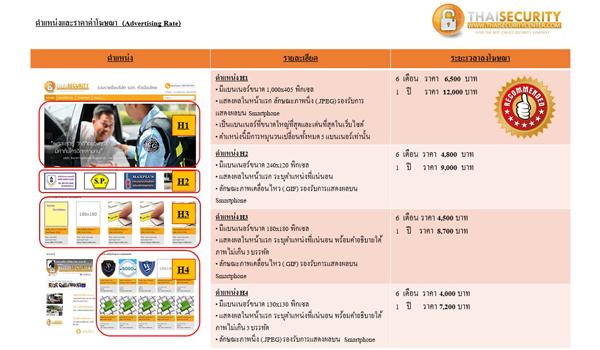 ตำแหน่งและราคาค่าโฆษณา (Advertising Rate)
THAISECURITY
WWW.THAISECURITYCENTER.COM
ตำแหน่ง
รายละเอียด
ระยะเวลาลงโฆษณา
THAISECURITY
H1
ตำแหน่งH1
• มีแบนเนอร์ขนาด 1,000x405 พิกเซล
• แสดงผลในหน้าแรก ลักษณะภาพนิ่ง (JPEG) รองรับการ
แสดงผลบน Smartphone
• เป็นแบนเนอร์ที่ขนาดใหญ่ที่สุดและเด่นที่สุดในเว็บไซต์
• ตำแหน่งนี้มีการหมุนวนเปลี่ยนทั้งหมด 5 แบนเนอร์เท่านั้น
6 เดือน ราคา 6,500 บาท
1 ปี ราคา 12,000 บาท
RECOMMENDED
S.P.
MAXPLUS
H2
ตำแหน่งH2
• มีแบนเนอร์ขนาด 240x120 พิกเซล
• แสดงผลในหน้าแรก ระบุตำแหน่งที่แน่นอน
• ลักษณะภาพเคลื่อนไหว ( GIF) รองรับการแสดงผลบน
Smartphone
6 เดือน ราคา 4,800 บาท
1 ปี ราคา 9,000 บาท
180x180
H3
ตำแหน่งH3
• มีแบนเนอร์ขนาด 180x180 พิกเซล
• แสดงผลในหน้าแรก ระบุตำแหน่งที่แน่นอน พร้อมคำอธิบายใต้
ภาพไม่เกิน 3 บรรทัด
• ลักษณะภาพเคลื่อนไหว ( GIF) รองรับการแสดงผลบน
Smartphone
6 เดือน ราคา 4,500 บาท
1 ปี ราคา 8,700 บาท
THAISECURITY
H4
ตำแหน่งH4
• มีแบนเนอร์ขนาด 130x130 พิกเซล
• แสดงผลในหน้าแรก ระบุตำแหน่งที่แน่นอน พร้อมคำอธิบายใต้
ภาพไม่เกิน 3 บรรทัด
• ลักษณะภาพนิ่ง (JPEG) รองรับการแสดงผลบน Smartphone
6 เดือน ราคา 4,000 บาท
1 ปี ราคา 7,200 บาท